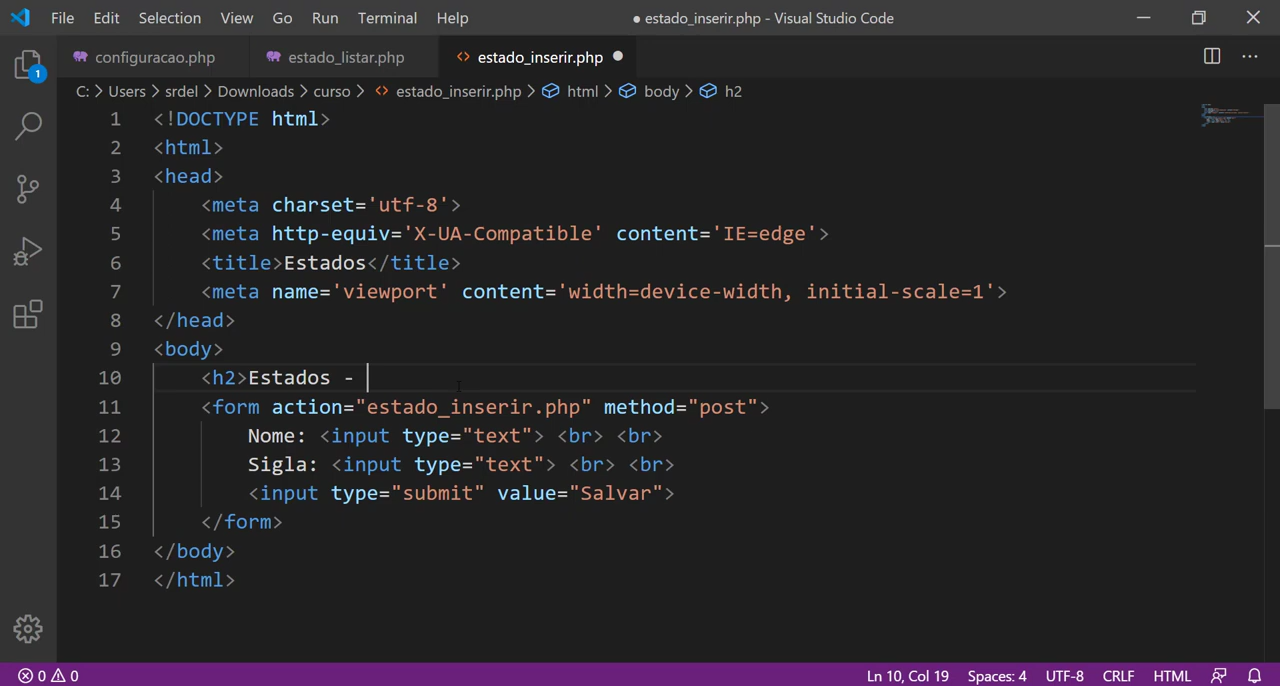 File Edit Selection View Go Run Terminal Help
● estado_inserir.php - Visual Studio Code
1
configuracao.php
estado_listar.php
<> estado_inserir.php ●
C: > Users > srdel > Downloads > curso > <> estado_inserir.php > html > body > h2
1 <!DOCTYPE html>
2 <html>
3 <head>
4 <meta charset='utf-8'>
5 <meta http-equiv='X-UA-Compatible' content='IE=edge'>
6 <title>Estados</title>
7 <meta name='viewport' content='width=device-width, initial-scale=1'>
8 </head>
9 <body>
10 <h2>Estados -
11 <form action="estado_inserir.php" method="post">
12 Nome: <input type="text"> <br> <br>
13 Sigla: <input type="text"> <br> <br>
14 <input type="submit" value="Salvar">
15 </form>
16 </body>
17 </html>
0 0 Ln 10, Col 19 Spaces: 4 UTF-8 CRLF HTML